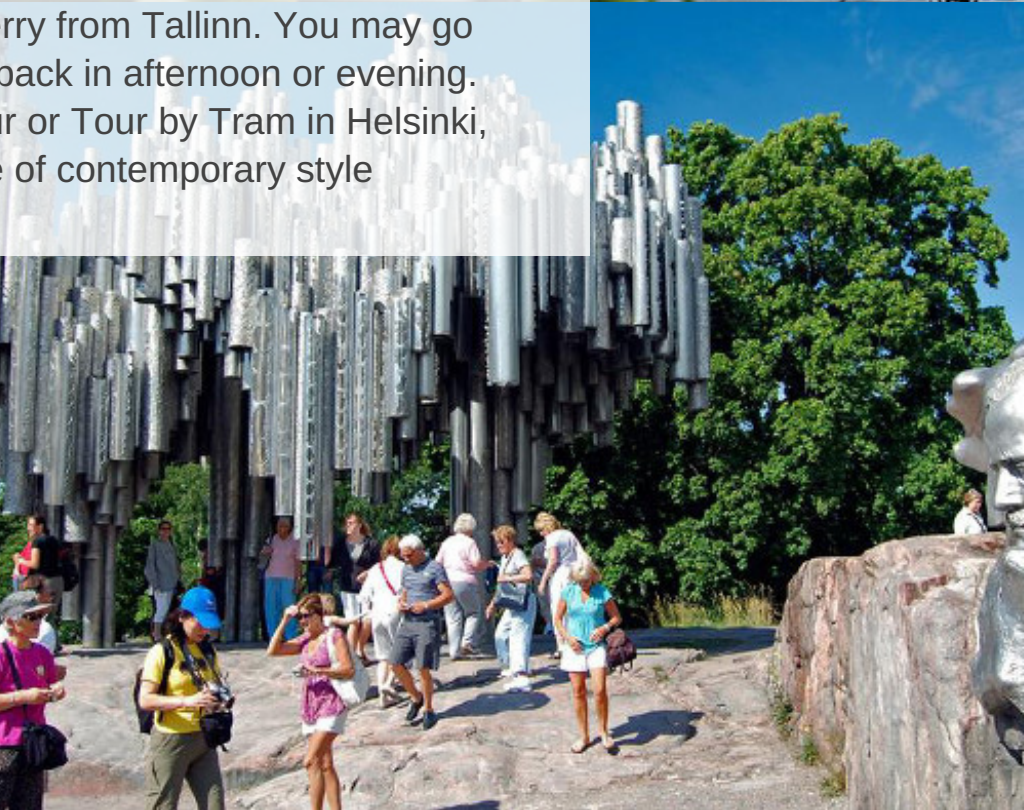 from Tallinn. You may go
back in afternoon or evening.
or Tour by Tram in Helsinki,
of contemporary style